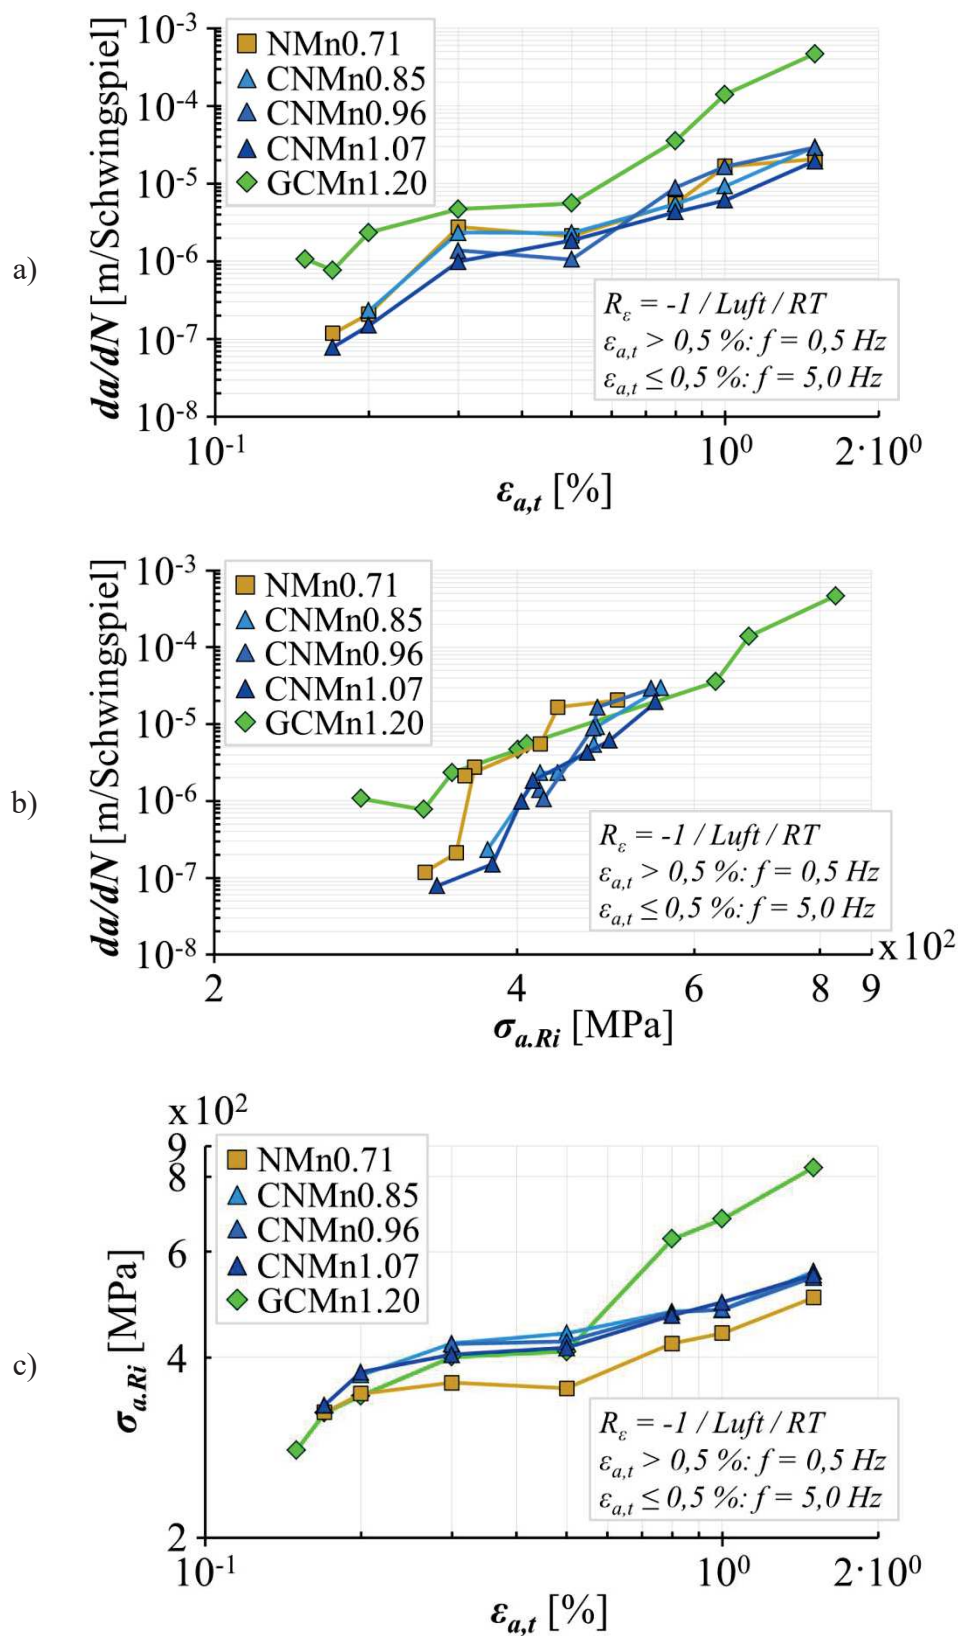 a)
da/dN [m/Schwingspiel]
10⁻³
10⁻⁴
10⁻⁵
10⁻⁶
10⁻⁷
10⁻⁸
NMn0.71
CNMn0.85
CNMn0.96
CNMn1.07
GCMn1.20
Rε = -1 / Luft / RT
εa,t > 0,5 %: f = 0,5 Hz
εa,t ≤ 0,5 %: f = 5,0 Hz
10⁻¹ 10⁰ 2·10⁰
εa,t [%]
b)
da/dN [m/Schwingspiel]
10⁻³
10⁻⁴
10⁻⁵
10⁻⁶
10⁻⁷
10⁻⁸
NMn0.71
CNMn0.85
CNMn0.96
CNMn1.07
GCMn1.20
Rε = -1 / Luft / RT
εa,t > 0,5 %: f = 0,5 Hz
εa,t ≤ 0,5 %: f = 5,0 Hz
x10²
2 4 6 8 9
σa.Ri [MPa]
c)
σa.Ri [MPa]
x 10²
9
8
6
4
2
NMn0.71
CNMn0.85
CNMn0.96
CNMn1.07
GCMn1.20
Rε = -1 / Luft / RT
εa,t > 0,5 %: f = 0,5 Hz
εa,t ≤ 0,5 %: f = 5,0 Hz
10⁻¹ 10⁰ 2·10⁰
εa,t [%]